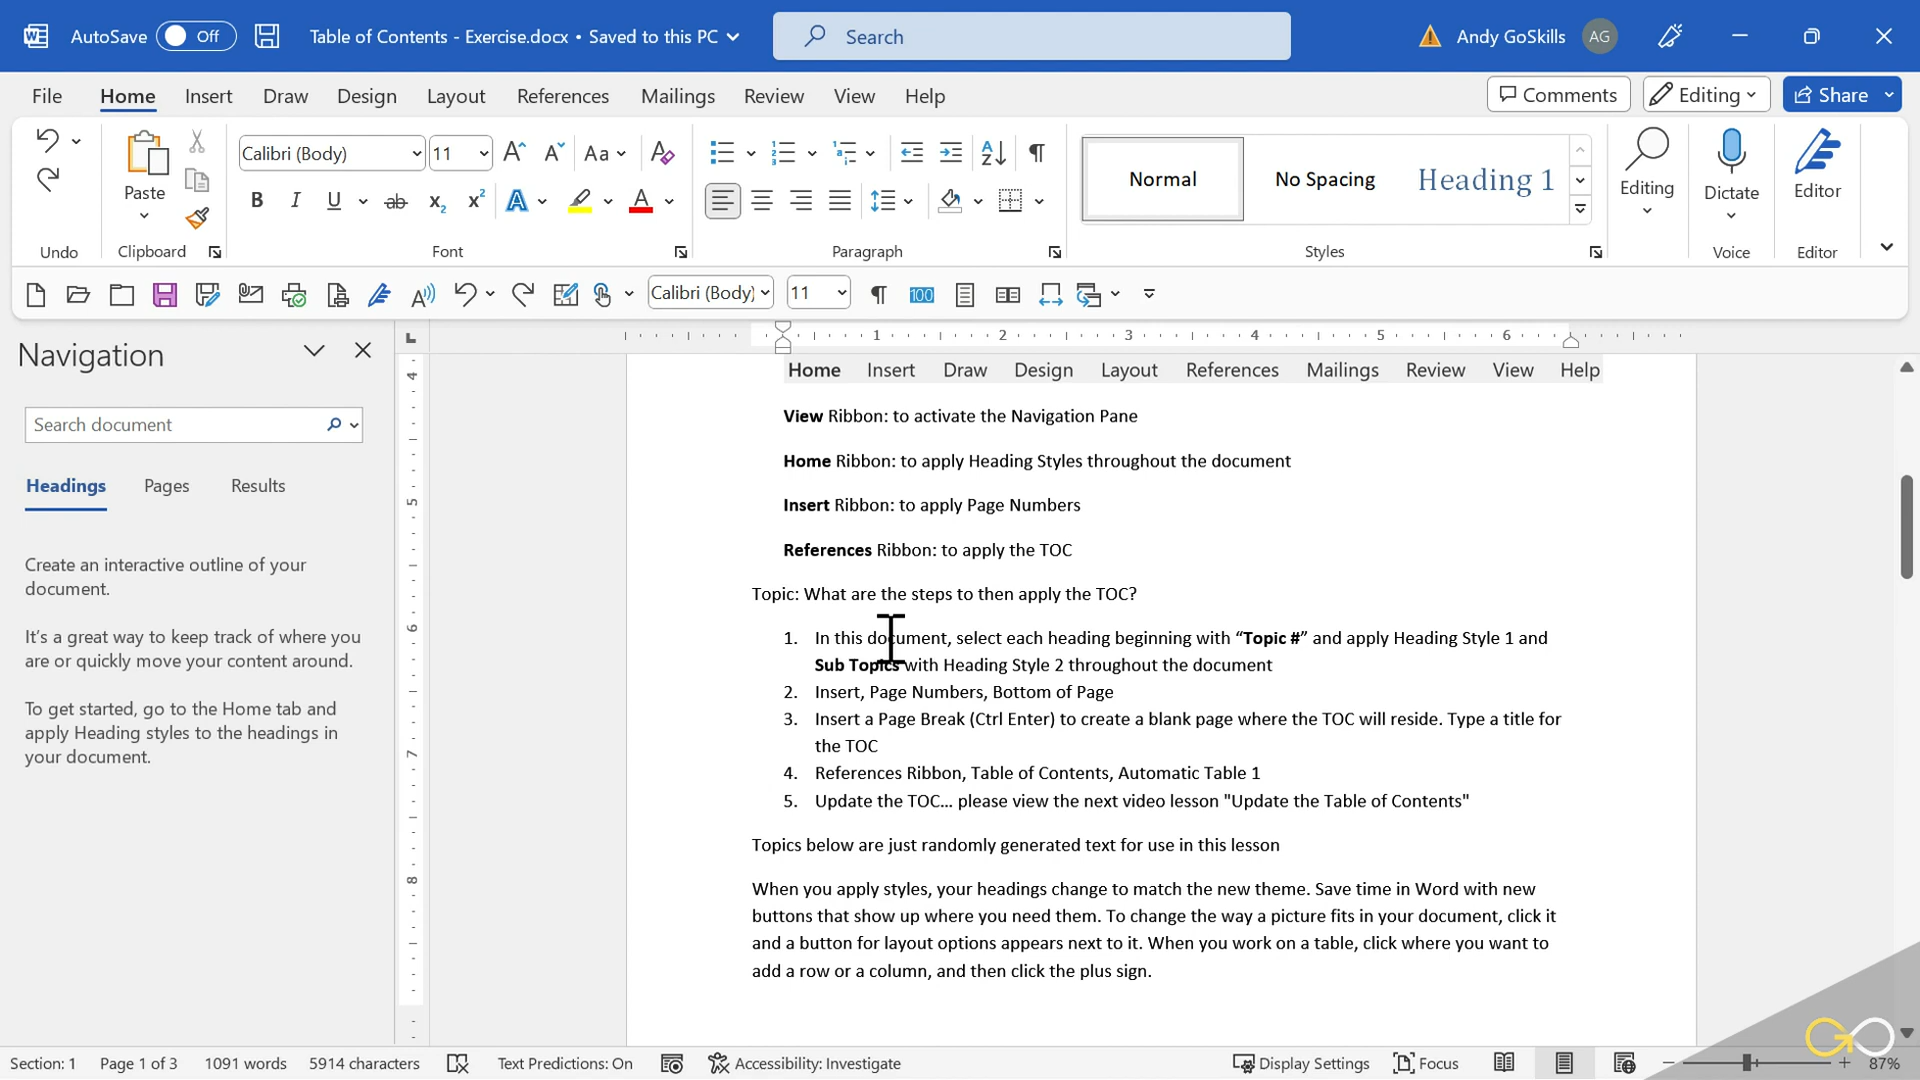 AutoSave Off Table of Contents - Exercise.docx • Saved to this PC Search Andy GoSkills AG
File Home Insert Draw Design Layout References Mailings Review View Help Comments Editing Share
Calibri (Body) 11 Aa
Paste
B I U ab x₂ x² A A
Normal No Spacing Heading 1
Editing Dictate Editor
Undo Clipboard Font Paragraph Styles Voice Editor
Calibri (Body) 11 100
Navigation
Search document
Headings Pages Results
Create an interactive outline of your
document.
It's a great way to keep track of where you
are or quickly move your content around.
To get started, go to the Home tab and
apply Heading styles to the headings in
your document.
1 2 3 4 5 6
4
5
6
7
8
Home Insert Draw Design Layout References Mailings Review View Help
View Ribbon: to activate the Navigation Pane
Home Ribbon: to apply Heading Styles throughout the document
Insert Ribbon: to apply Page Numbers
References Ribbon: to apply the TOC
Topic: What are the steps to then apply the TOC?
1. In this document, select each heading beginning with “Topic #” and apply Heading Style 1 and
Sub Topics with Heading Style 2 throughout the document
2. Insert, Page Numbers, Bottom of Page
3. Insert a Page Break (Ctrl Enter) to create a blank page where the TOC will reside. Type a title for
the TOC
4. References Ribbon, Table of Contents, Automatic Table 1
5. Update the TOC... please view the next video lesson "Update the Table of Contents"
Topics below are just randomly generated text for use in this lesson
When you apply styles, your headings change to match the new theme. Save time in Word with new
buttons that show up where you need them. To change the way a picture fits in your document, click it
and a button for layout options appears next to it. When you work on a table, click where you want to
add a row or a column, and then click the plus sign.
Section: 1 Page 1 of 3 1091 words 5914 characters Text Predictions: On Accessibility: Investigate Display Settings Focus 87%